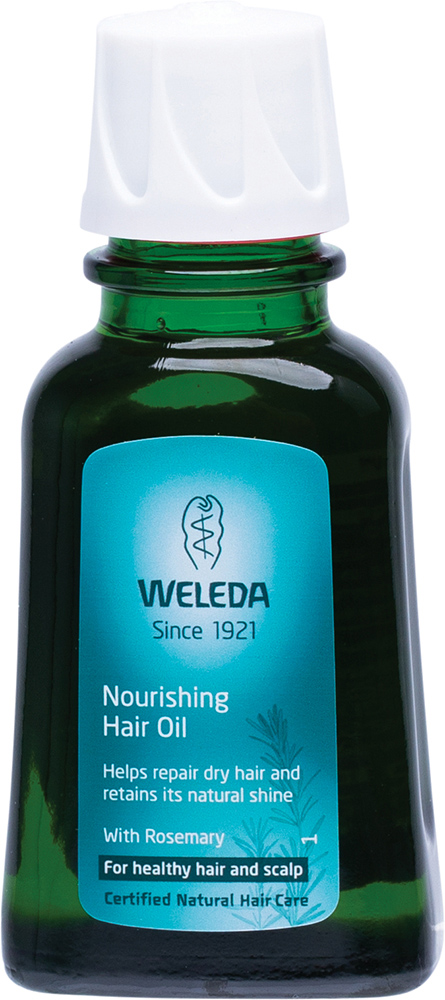 WELEDA
Since 1921
Nourishing
Hair Oil
Helps repair dry hair and
retains its natural shine
With Rosemary
1
For healthy hair and scalp
Certified Natural Hair Care